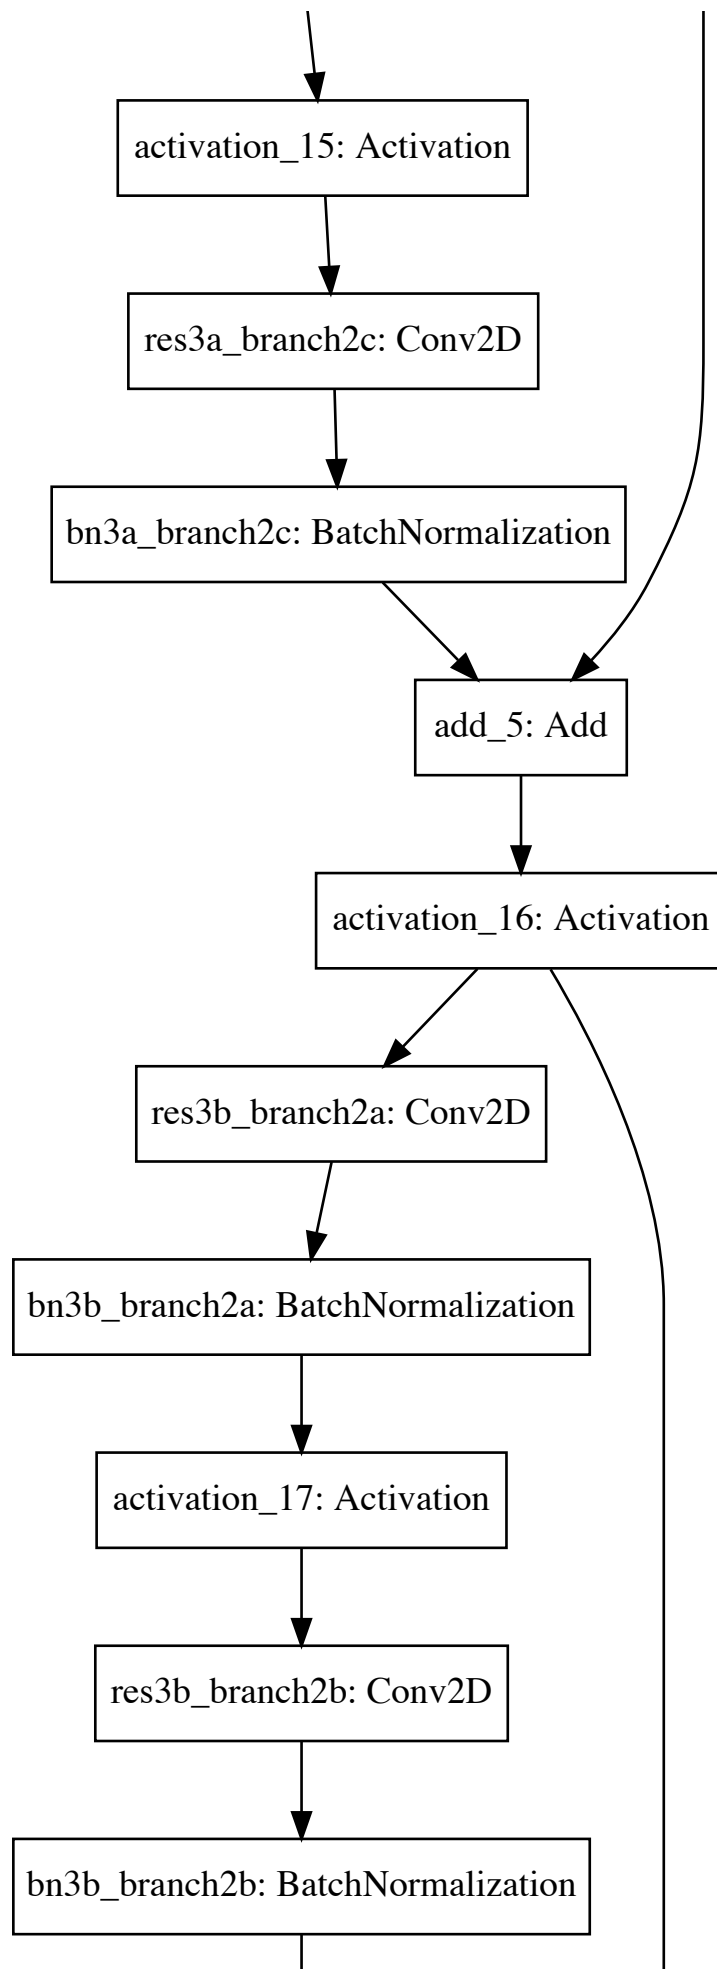 activation_15: Activation
res3a_branch2c: Conv2D
bn3a_branch2c: BatchNormalization
add_5: Add
activation_16: Activation
res3b_branch2a: Conv2D
bn3b_branch2a: BatchNormalization
activation_17: Activation
res3b_branch2b: Conv2D
bn3b_branch2b: BatchNormalization